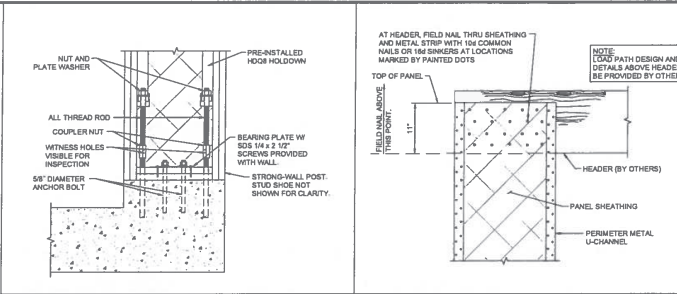 NUT AND
PLATE WASHER
PRE-INSTALLED
HDQ8 HOLDOWN
ALL THREAD ROD
COUPLER NUT
WITNESS HOLES
VISIBLE FOR
INSPECTION
5/8" DIAMETER
ANCHOR BOLT
BEARING PLATE W/
SDS 1/4 x 2 1/2"
SCREWS PROVIDED
WITH WALL.
STRONG-WALL POST-
STUD SHOE NOT
SHOWN FOR CLARITY.
AT HEADER, FIELD NAIL THRU SHEATHING
AND METAL STRIP WITH 10d COMMON
NAILS OR 16d SINKERS AT LOCATIONS
MARKED BY PAINTED DOTS
TOP OF PANEL
FIELD NAIL ABOVE
THIS POINT.
11"
NOTE:
LOAD PATH DESIGN AND
DETAILS ABOVE HEADE
BE PROVIDED BY OTHE
HEADER (BY OTHERS)
PANEL SHEATHING
PERIMETER METAL
U-CHANNEL